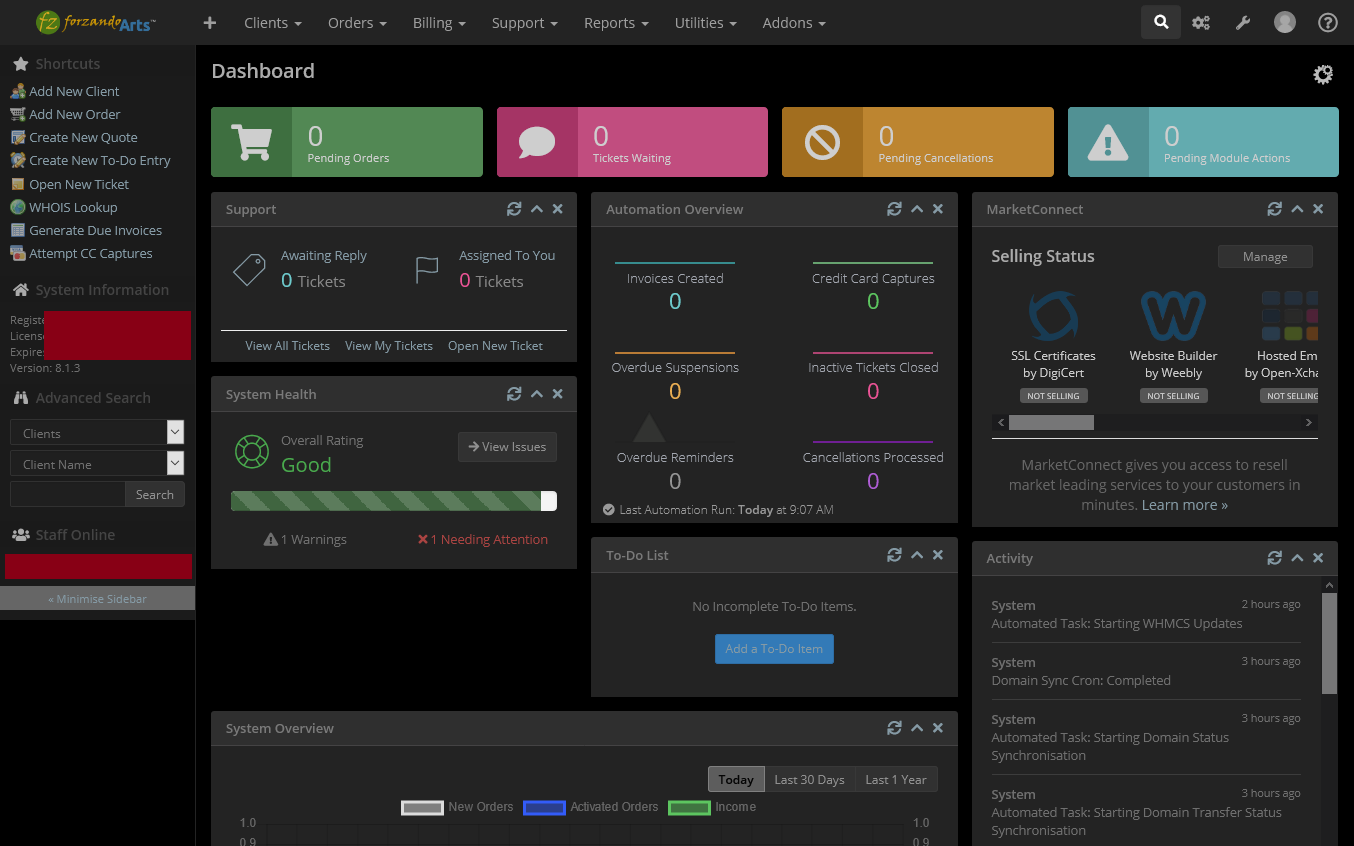 fz forzandoArts™
Clients
Orders
Billing
Support
Reports
Utilities
Addons
Shortcuts
Add New Client
Add New Order
Create New Quote
Create New To-Do Entry
Open New Ticket
WHOIS Lookup
Generate Due Invoices
Attempt CC Captures
System Information
Version: 8.1.3
Advanced Search
Clients
Client Name
Search
Staff Online
« Minimise Sidebar
Dashboard
0
Pending Orders
0
Tickets Waiting
0
Pending Cancellations
0
Pending Module Actions
Support
Awaiting Reply
0 Tickets
Assigned To You
0 Tickets
View All Tickets
View My Tickets
Open New Ticket
System Health
Overall Rating
Good
View Issues
1 Warnings
1 Needing Attention
Automation Overview
Invoices Created
0
Credit Card Captures
0
Overdue Suspensions
0
Inactive Tickets Closed
0
Overdue Reminders
0
Cancellations Processed
0
Last Automation Run: Today at 9:07 AM
To-Do List
No Incomplete To-Do Items.
Add a To-Do Item
MarketConnect
Selling Status
Manage
SSL Certificates
by DigiCert
NOT SELLING
Website Builder
by Weebly
NOT SELLING
Hosted Em
by Open-Xcha
NOT SELLING
MarketConnect gives you access to resell
market leading services to your customers in
minutes. Learn more »
Activity
System
2 hours ago
Automated Task: Starting WHMCS Updates
System
3 hours ago
Domain Sync Cron: Completed
System
3 hours ago
Automated Task: Starting Domain Status
Synchronisation
System
3 hours ago
Automated Task: Starting Domain Transfer Status
Synchronisation
System Overview
Today
Last 30 Days
Last 1 Year
New Orders
Activated Orders
Income
1.0
1.0
0.9
0.9